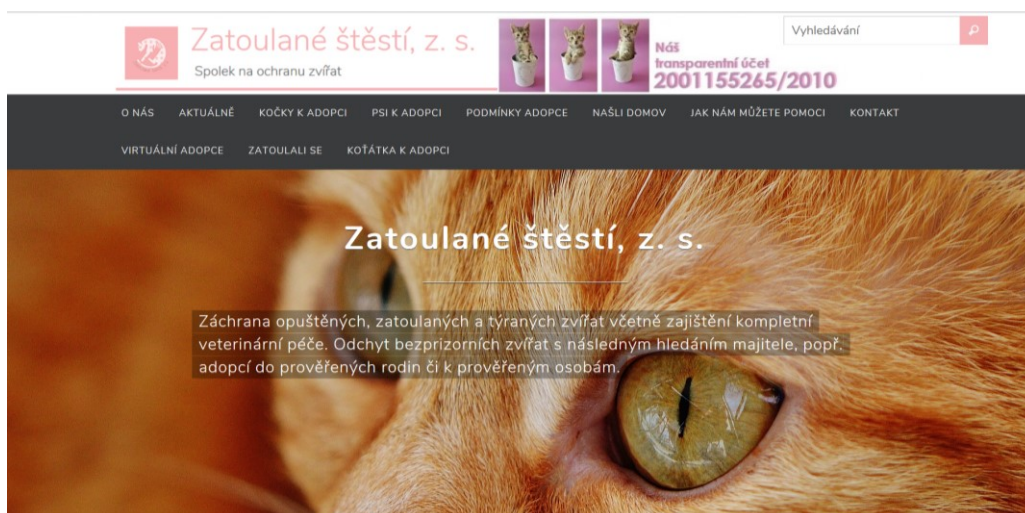 Zatoulané štěstí, z. s.
Spolek na ochranu zvířat
Náš
transparentní účet
2001155265/2010
Vyhledávání
O NÁS AKTUÁLNĚ KOČKY K ADOPCI PSI K ADOPCI PODMÍNKY ADOPCE NAŠLI DOMOV JAK NÁM MŮŽETE POMOCI KONTAKT
VIRTUÁLNÍ ADOPCE ZATOULALI SE KOŤÁTKA K ADOPCI
Zatoulané štěstí, z. s.
Záchrana opuštěných, zatoulaných a týraných zvířat včetně zajištění kompletní
veterinární péče. Odchyt bezprizorních zvířat s následným hledáním majitele, popř.
adopcí do prověřených rodin či k prověřeným osobám.